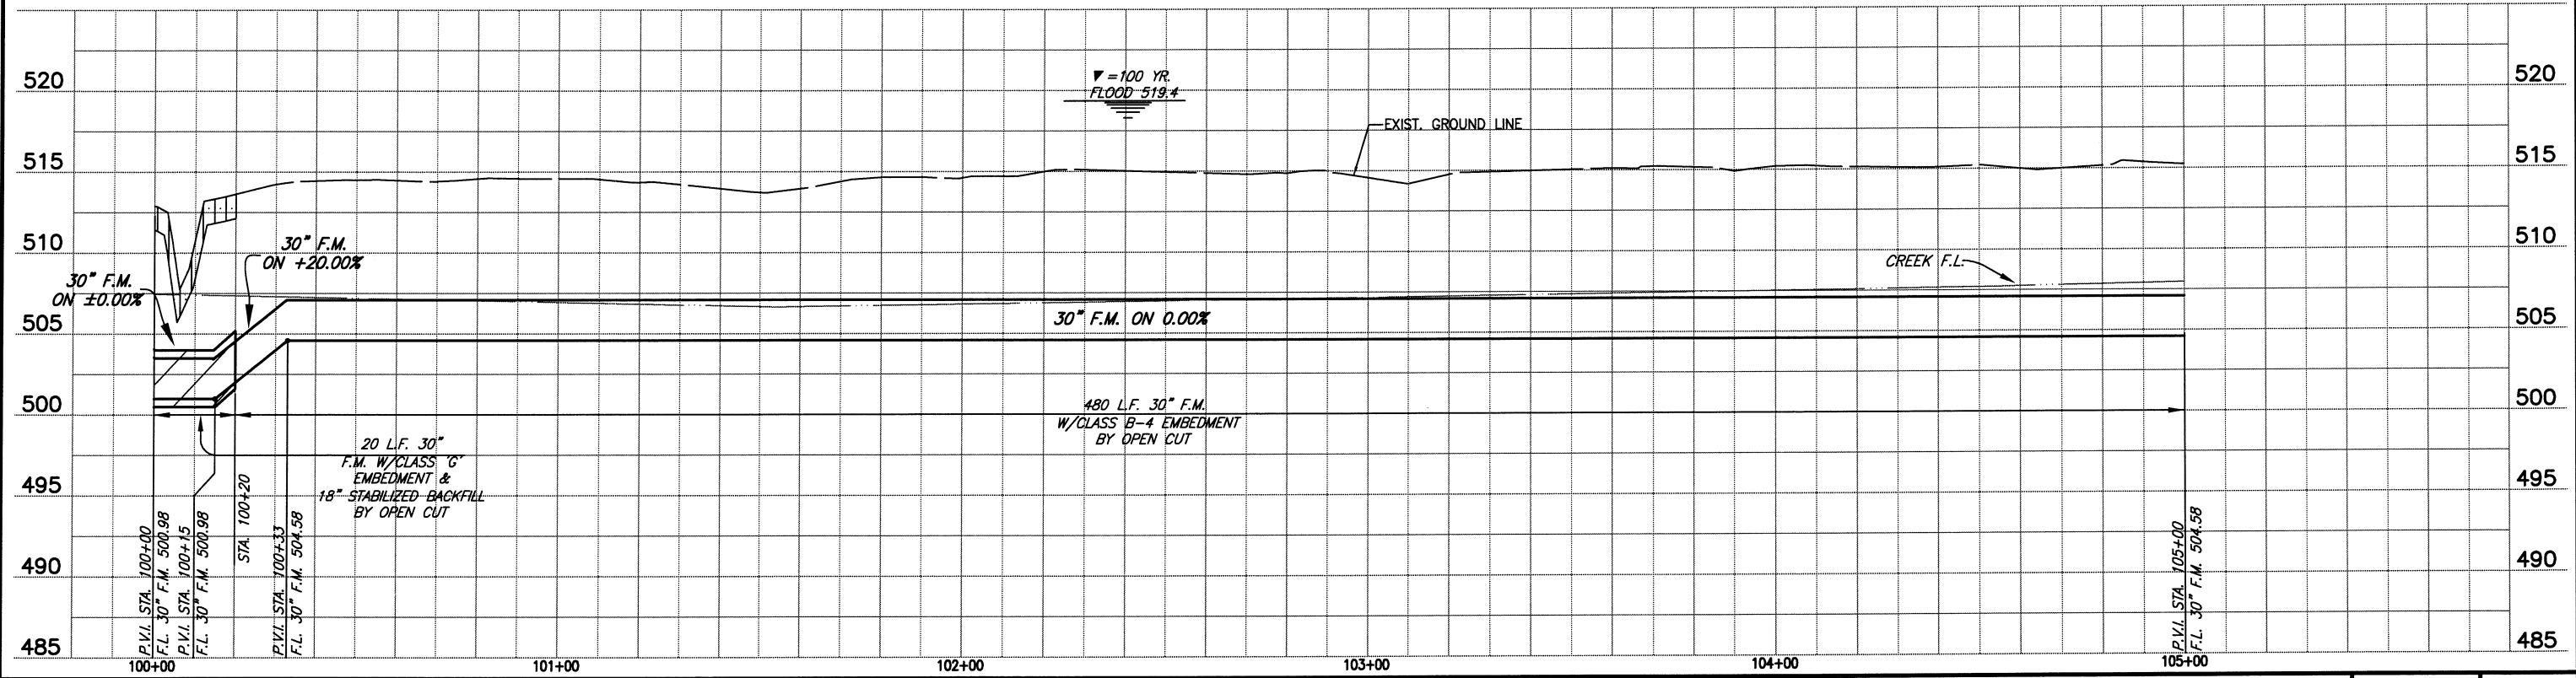 520
515
510
505
500
495
490
485
520
515
510
505
500
495
490
485
▼=100 YR.
FLOOD 519.4
EXIST. GROUND LINE
30" F.M.
ON +20.00%
30" F.M.
ON ±0.00%
CREEK F.L.
30" F.M. ON 0.00%
480 L.F. 30" F.M.
W/CLASS B-4 EMBEDMENT
BY OPEN CUT
20 L.F. 30"
F.M. W/CLASS 'G'
EMBEDMENT &
18" STABILIZED BACKFILL
BY OPEN CUT
P.V.I. STA. 100+00
F.L. 30" F.M. 500.98
P.V.I. STA. 100+15
F.L. 30" F.M. 500.98
STA. 100+20
P.V.I. STA. 100+33
F.L. 30" F.M. 504.58
P.V.I. STA. 105+00
F.L. 30" F.M. 504.58
100+00
101+00
102+00
103+00
104+00
105+00